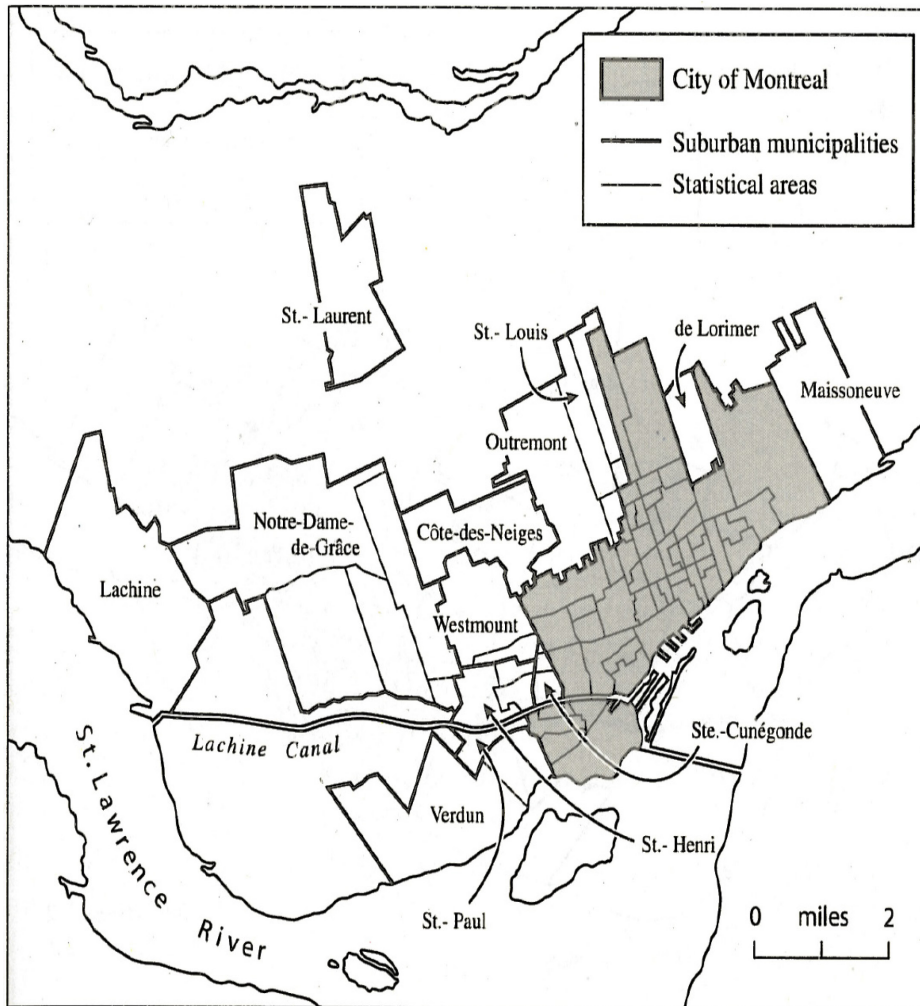 City of Montreal
Suburban municipalities
Statistical areas
St.- Laurent
St.- Louis
de Lorimer
Maissoneuve
Outremont
Notre-Dame-
de-Grâce
Côte-des-Neiges
Lachine
Westmount
Ste.-Cunégonde
Lachine Canal
St. Lawrence River
Verdun
St.- Henri
St.- Paul
0 miles 2